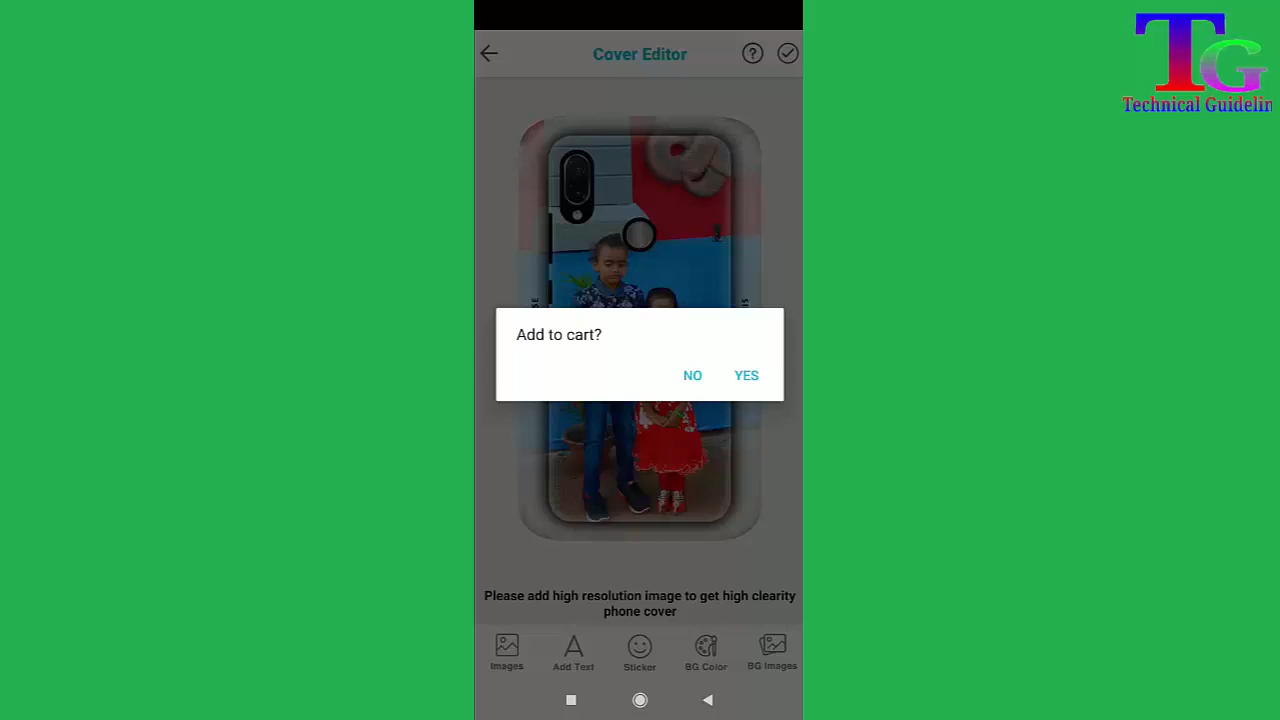 Cover Editor
TG
Technical Guidelin
Add to cart?
NO YES
Please add high resolution image to get high clearity
phone cover
Images Add Text Sticker BG Color BG Images